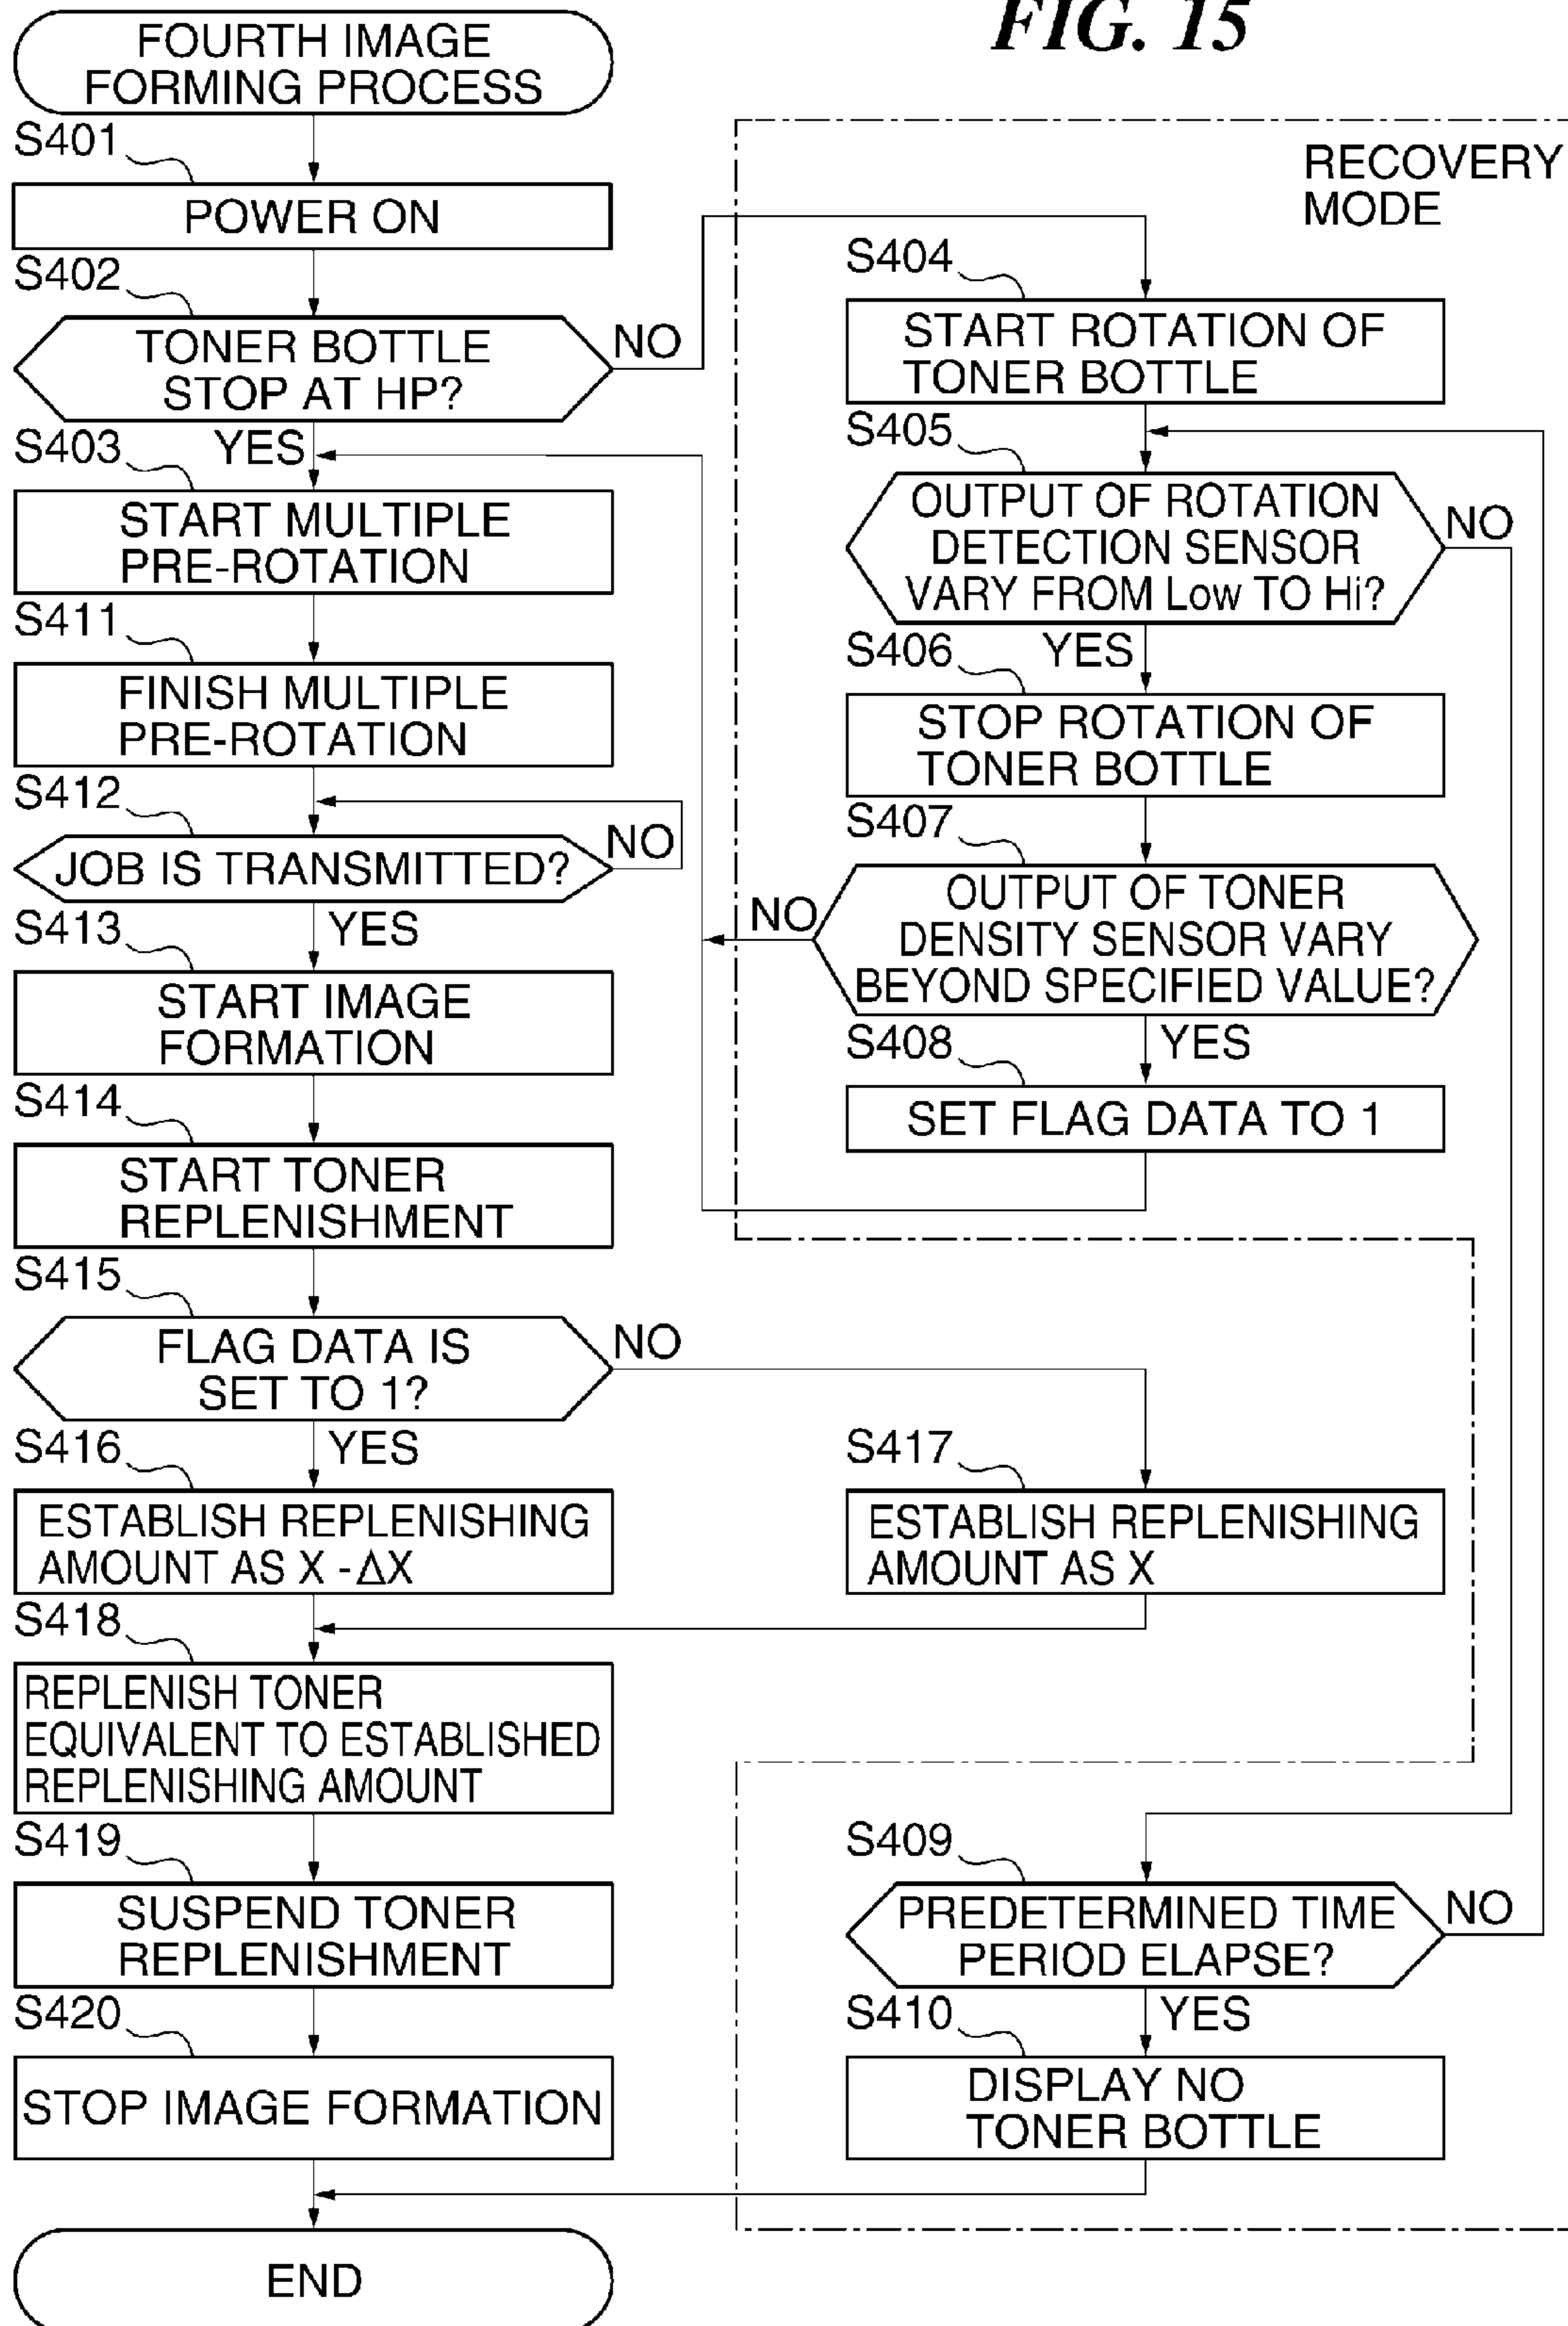 FIG. 15
FOURTH IMAGE
FORMING PROCESS
S401
POWER ON
S402
TONER BOTTLE
STOP AT HP?
NO
YES
S403
START MULTIPLE
PRE-ROTATION
S411
FINISH MULTIPLE
PRE-ROTATION
S412
JOB IS TRANSMITTED?
NO
YES
S413
START IMAGE
FORMATION
S414
START TONER
REPLENISHMENT
S415
FLAG DATA IS
SET TO 1?
NO
YES
S416
ESTABLISH REPLENISHING
AMOUNT AS X -ΔX
S418
REPLENISH TONER
EQUIVALENT TO ESTABLISHED
REPLENISHING AMOUNT
S419
SUSPEND TONER
REPLENISHMENT
S420
STOP IMAGE FORMATION
END
RECOVERY
MODE
S404
START ROTATION OF
TONER BOTTLE
S405
OUTPUT OF ROTATION
DETECTION SENSOR
VARY FROM Low TO Hi?
NO
YES
S406
STOP ROTATION OF
TONER BOTTLE
S407
OUTPUT OF TONER
DENSITY SENSOR VARY
BEYOND SPECIFIED VALUE?
NO
YES
S408
SET FLAG DATA TO 1
S417
ESTABLISH REPLENISHING
AMOUNT AS X
S409
PREDETERMINED TIME
PERIOD ELAPSE?
NO
YES
S410
DISPLAY NO
TONER BOTTLE